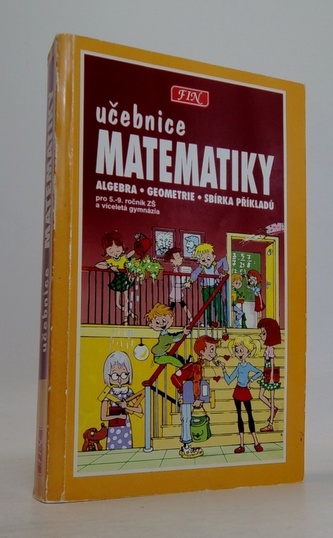 FIN
učebnice
MATEMATIKY
ALGEBRA • GEOMETRIE • SBÍRKA PŘÍKLADŮ
pro 5.-9. ročník ZŠ
a víceletá gymnázia
učebnice MATEMATIKY